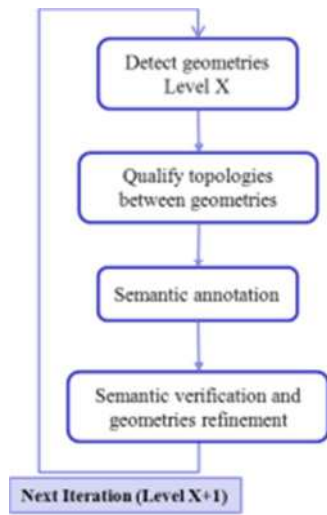 Detect geometries
Level X
Qualify topologies
between geometries
Semantic annotation
Semantic verification and
geometries refinement
Next Iteration (Level X+1)